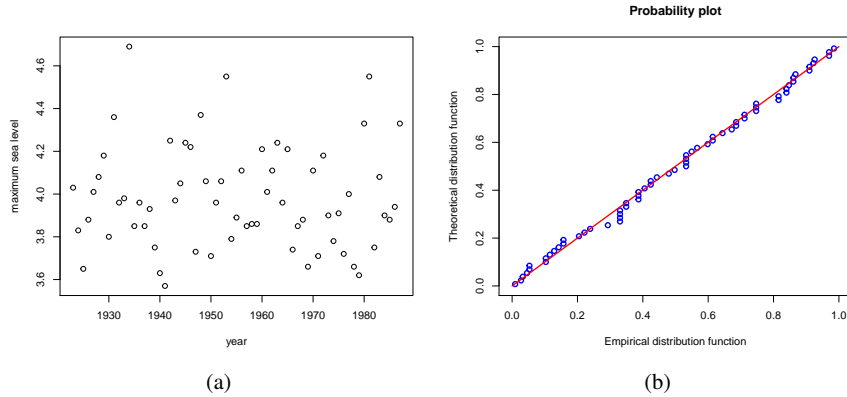 maximum sea level
4.6
4.4
4.2
4.0
3.8
3.6
1930 1940 1950 1960 1970 1980
year
(a)
Probability plot
Theoretical distribution function
1.0
0.8
0.6
0.4
0.2
0.0
0.0 0.2 0.4 0.6 0.8 1.0
Empirical distribution function
(b)